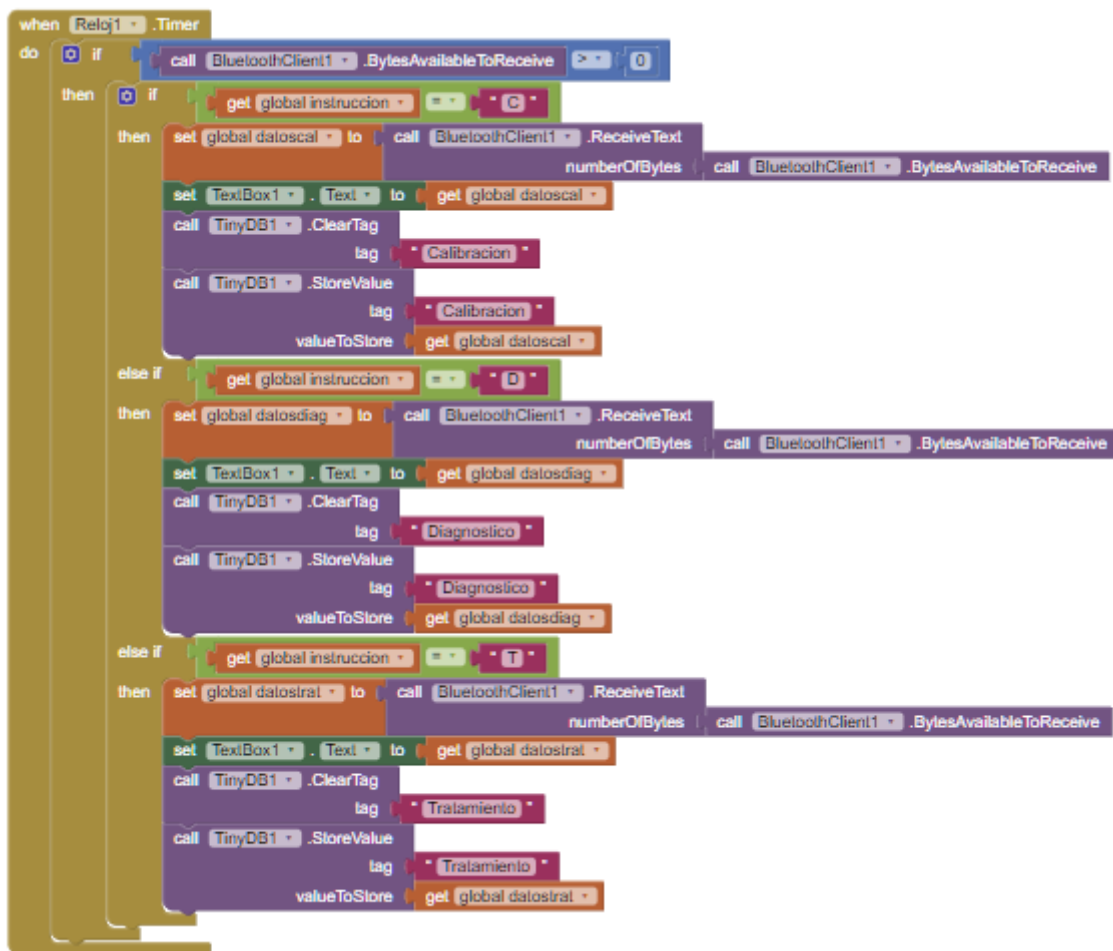 when Reloj1 .Timer
do if call BluetoothClient1 .BytesAvailableToReceive > 0
then if get global instruccion = " C "
then set global datoscal to call BluetoothClient1 .ReceiveText
numberOfBytes call BluetoothClient1 .BytesAvailableToReceive
set TextBox1 . Text to get global datoscal
call TinyDB1 .ClearTag
tag " Calibracion "
call TinyDB1 .StoreValue
tag " Calibracion "
valueToStore get global datoscal
else if get global instruccion = " D "
then set global datosdiag to call BluetoothClient1 .ReceiveText
numberOfBytes call BluetoothClient1 .BytesAvailableToReceive
set TextBox1 . Text to get global datosdiag
call TinyDB1 .ClearTag
tag " Diagnostico "
call TinyDB1 .StoreValue
tag " Diagnostico "
valueToStore get global datosdiag
else if get global instruccion = " T "
then set global datostrat to call BluetoothClient1 .ReceiveText
numberOfBytes call BluetoothClient1 .BytesAvailableToReceive
set TextBox1 . Text to get global datostrat
call TinyDB1 .ClearTag
tag " Tratamiento "
call TinyDB1 .StoreValue
tag " Tratamiento "
valueToStore get global datostrat